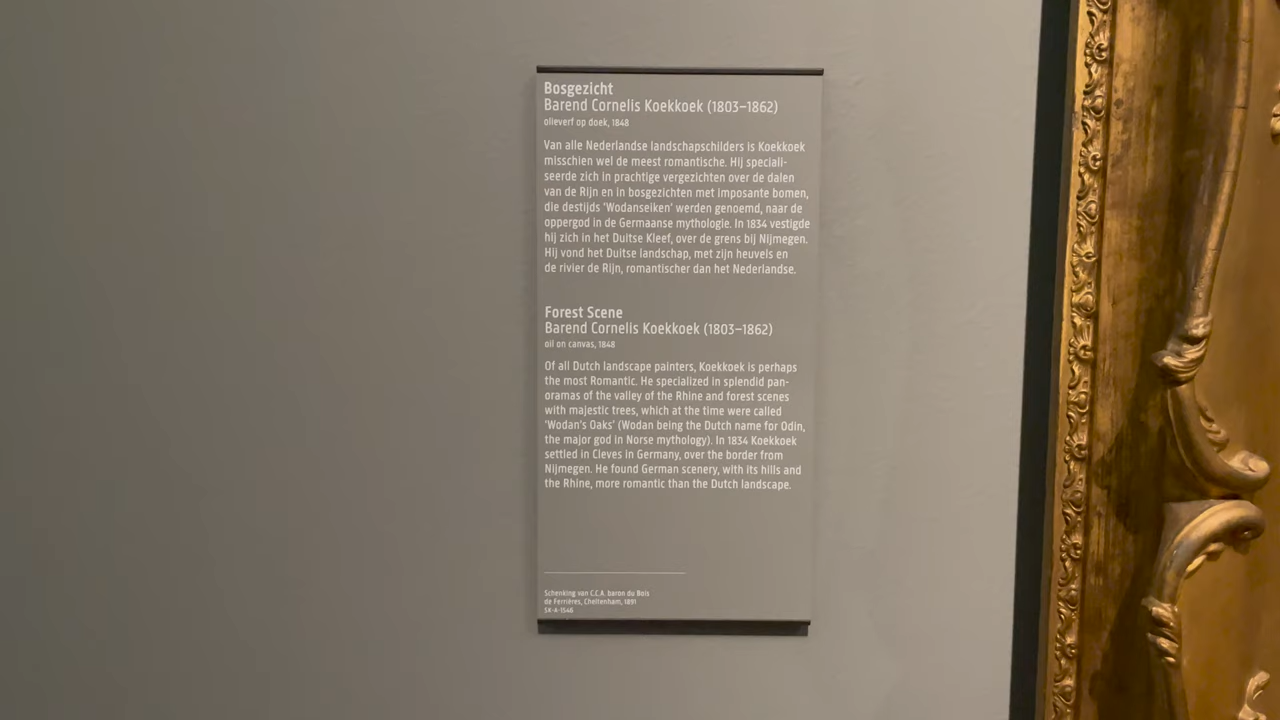 Bosgezicht
Barend Cornelis Koekkoek (1803–1862)
olieverf op doek, 1848
Van alle Nederlandse landschapschilders is Koekkoek
misschien wel de meest romantische. Hij speciali-
seerde zich in prachtige vergezichten over de dalen
van de Rijn en in bosgezichten met imposante bomen,
die destijds ‘Wodanseiken’ werden genoemd, naar de
oppergod in de Germaanse mythologie. In 1834 vestigde
hij zich in het Duitse Kleef, over de grens bij Nijmegen.
Hij vond het Duitse landschap, met zijn heuvels en
de rivier de Rijn, romantischer dan het Nederlandse.
Forest Scene
Barend Cornelis Koekkoek (1803–1862)
oil on canvas, 1848
Of all Dutch landscape painters, Koekkoek is perhaps
the most Romantic. He specialized in splendid pan-
oramas of the valley of the Rhine and forest scenes
with majestic trees, which at the time were called
‘Wodan’s Oaks’ (Wodan being the Dutch name for Odin,
the major god in Norse mythology). In 1834 Koekkoek
settled in Cleves in Germany, over the border from
Nijmegen. He found German scenery, with its hills and
the Rhine, more romantic than the Dutch landscape.
Schenking van C.C.A. baron du Bois
de Ferrières, Cheltenham, 1891
SK-A-1546